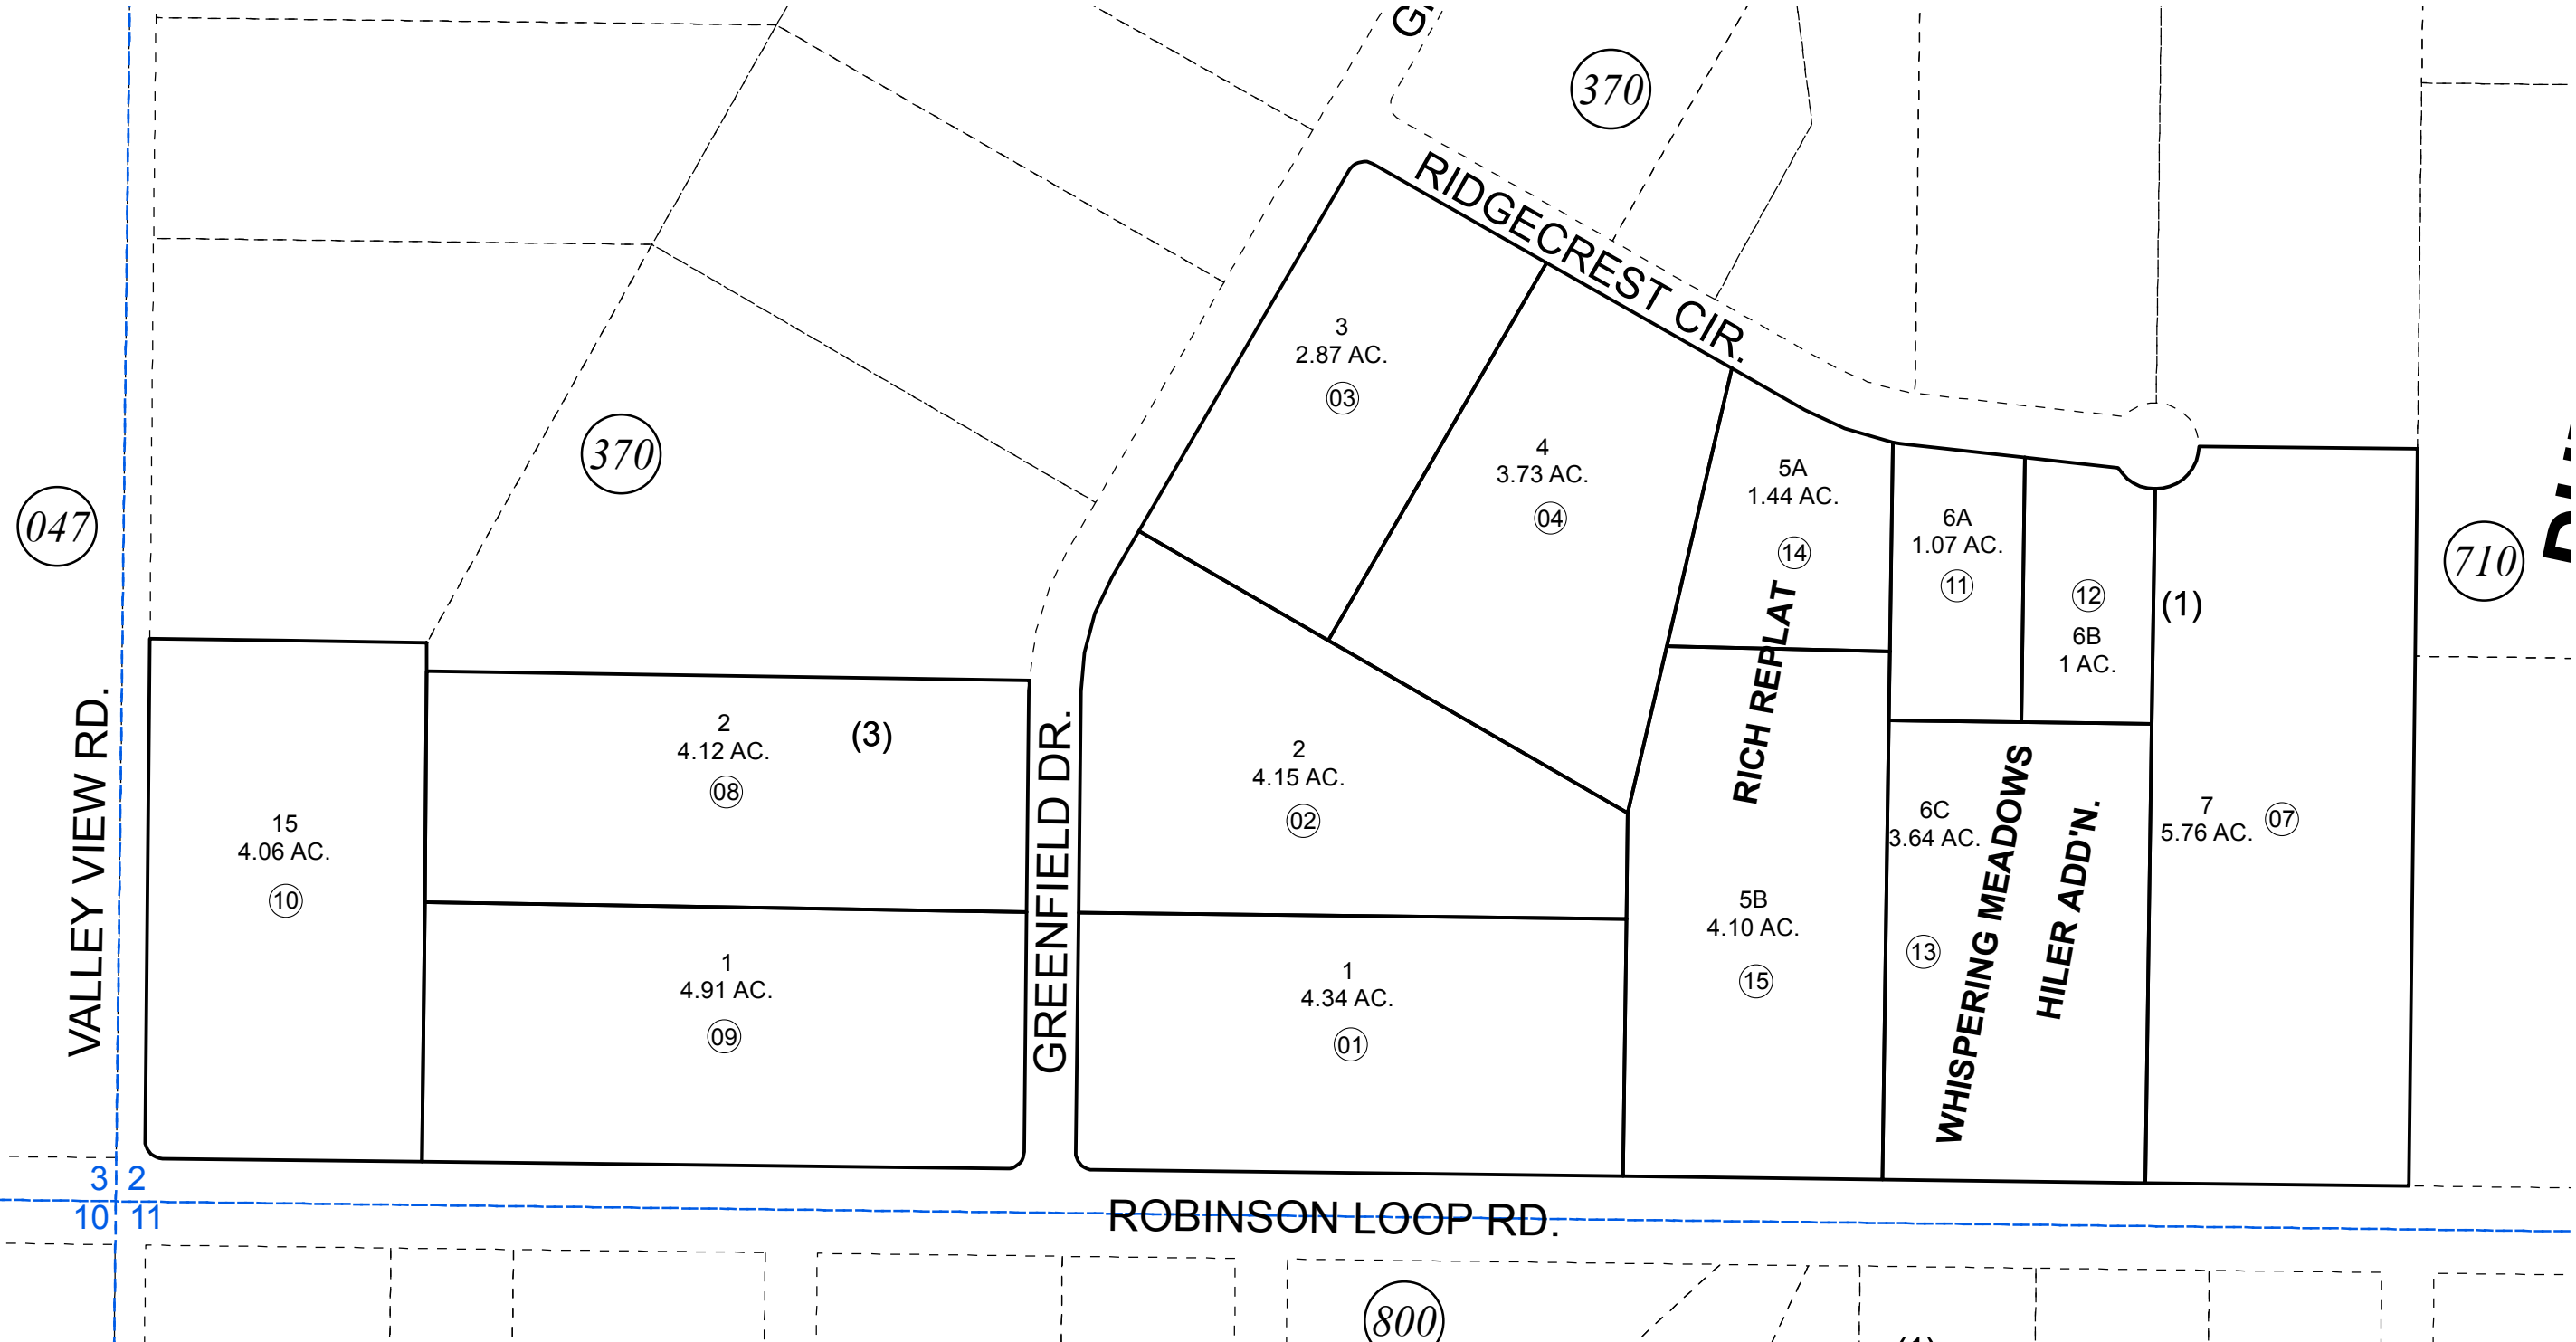 370
RIDGECREST CIR.
3
2.87 AC.
03
4
3.73 AC.
04
5A
1.44 AC.
14
6A
1.07 AC.
11
12
6B
1 AC.
(1)
370
047
710
RICH REPLAT
VALLEY VIEW RD.
15
4.06 AC.
10
2
4.12 AC.
08
(3)
GREENFIELD DR.
2
4.15 AC.
02
6C
3.64 AC.
13
WHISPERING MEADOWS
HILER ADD'N.
7
5.76 AC.
07
1
4.91 AC.
09
1
4.34 AC.
01
5B
4.10 AC.
15
3 2
10 11
ROBINSON LOOP RD.
800